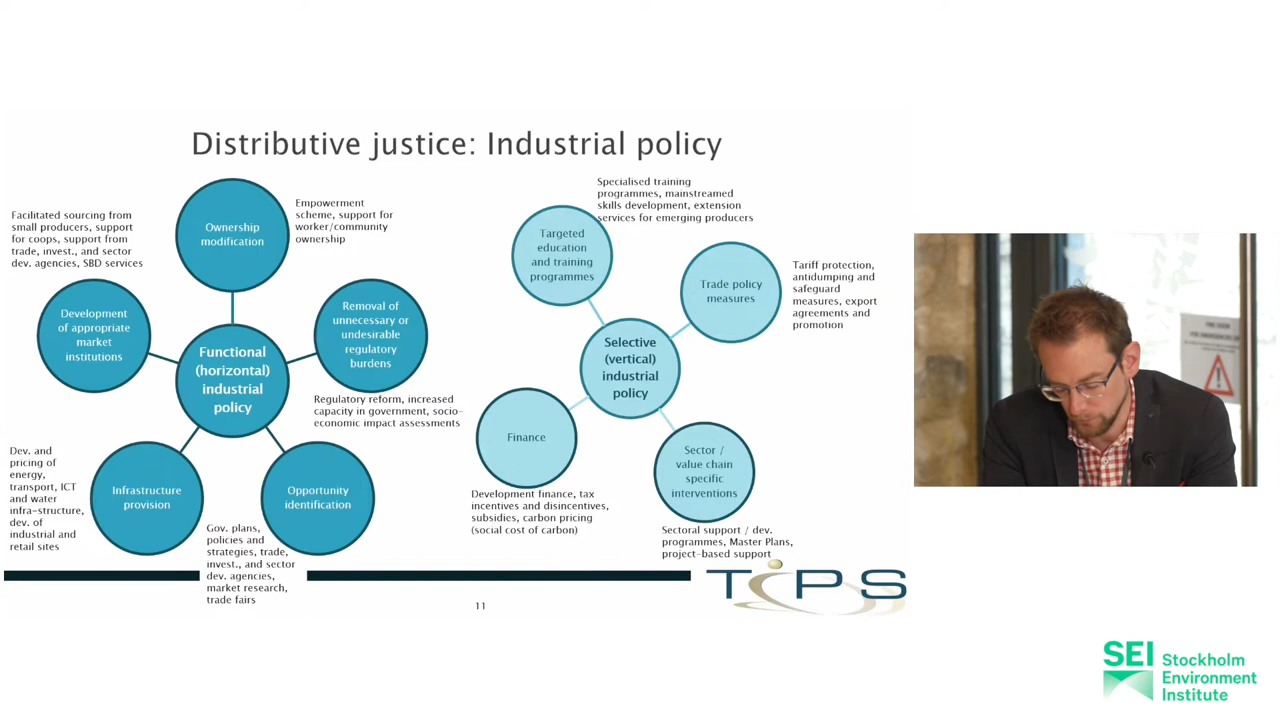 Distributive justice: Industrial policy
Facilitated sourcing from
small producers, support
for coops, support from
trade, invest., and sector
dev. agencies, SBD services
Ownership
modification
Empowerment
scheme, support for
worker/community
ownership
Development
of appropriate
market
institutions
Removal of
unnecessary or
undesirable
regulatory
burdens
Functional
(horizontal)
industrial
policy
Regulatory reform, increased
capacity in government, socio-
economic impact assessments
Dev. and
pricing of
energy,
transport, ICT
and water
infra-structure,
dev. of
industrial and
retail sites
Infrastructure
provision
Opportunity
identification
Gov. plans,
policies and
strategies, trade,
invest., and sector
dev. agencies,
market research,
trade fairs
Specialised training
programmes, mainstreamed
skills development, extension
services for emerging producers
Targeted
education
and training
programmes
Trade policy
measures
Tariff protection,
antidumping and
safeguard
measures, export
agreements and
promotion
Selective
(vertical)
industrial
policy
Finance
Development finance, tax
incentives and disincentives,
subsidies, carbon pricing
(social cost of carbon)
Sector /
value chain
specific
interventions
Sectoral support / dev.
programmes, Master Plans,
project-based support
11
TIPS
SEI Stockholm
Environment
Institute